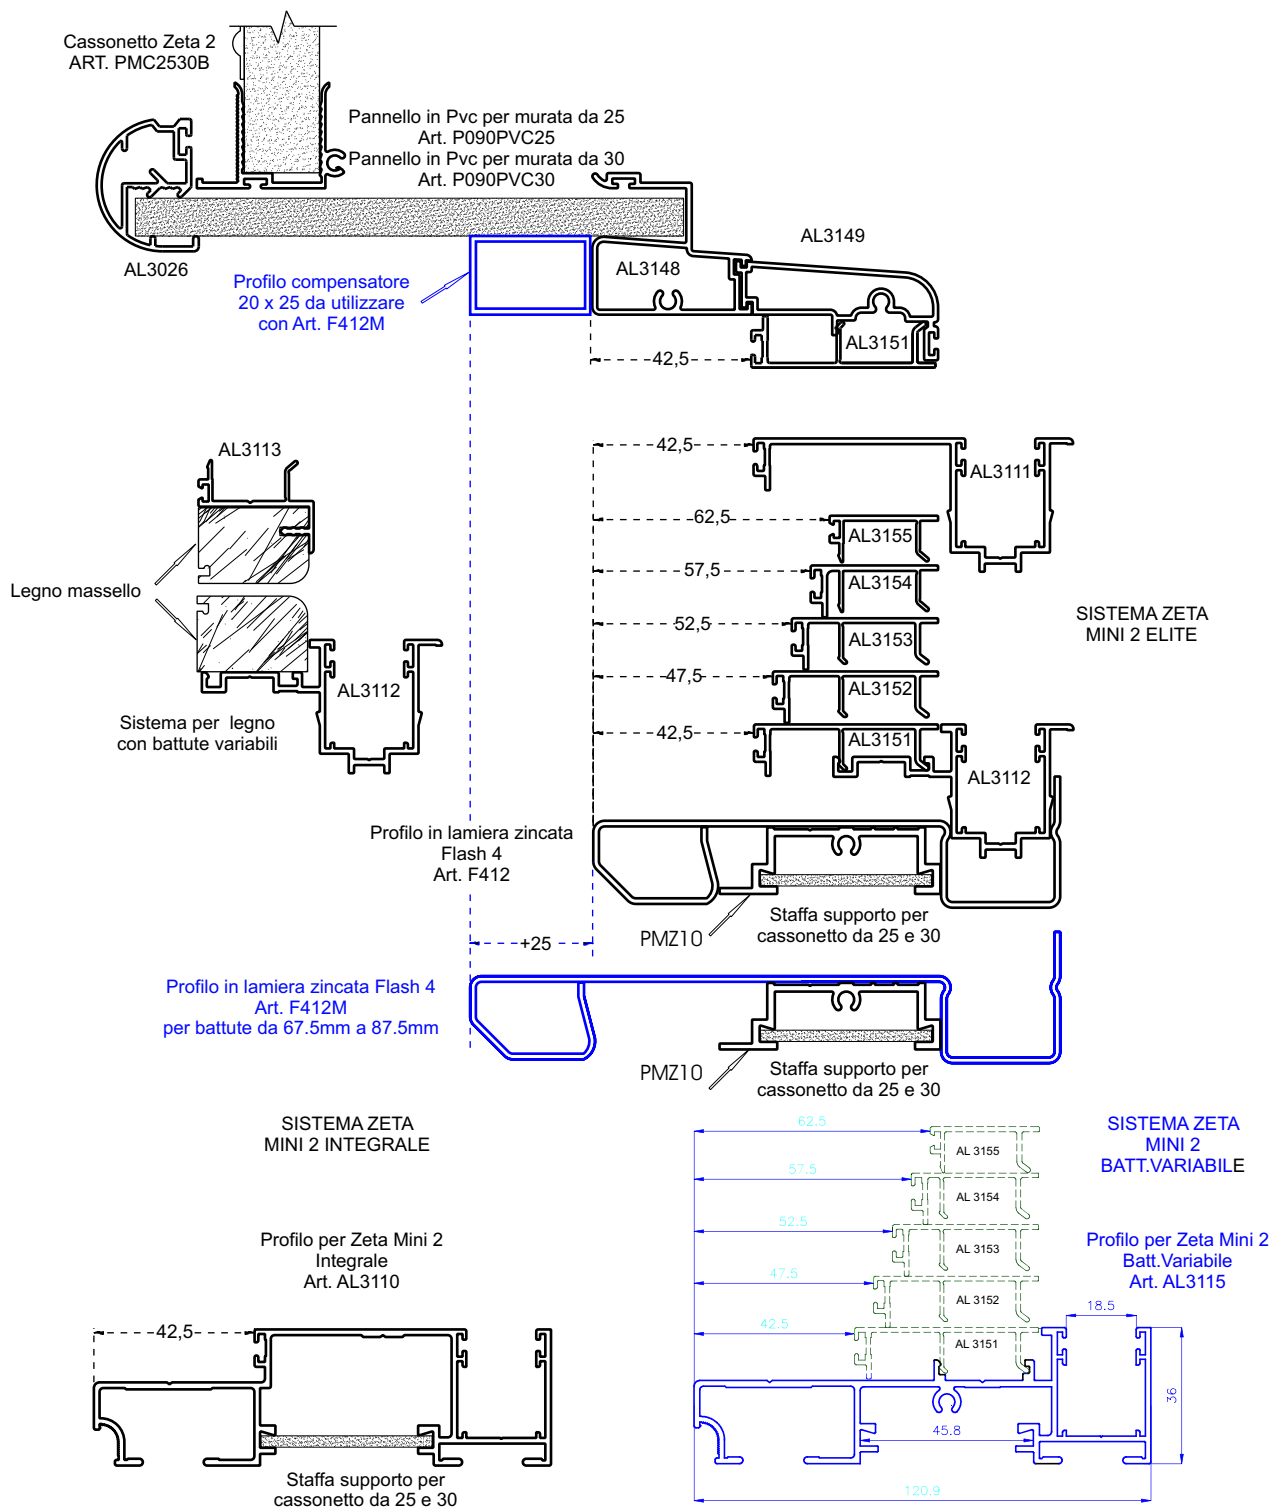 Cassonetto Zeta 2
ART. PMC2530B
Pannello in Pvc per murata da 25
Art. P090PVC25
Pannello in Pvc per murata da 30
Art. P090PVC30
AL3026
AL3149
AL3148
Profilo compensatore
20 x 25 da utilizzare
con Art. F412M
AL3151
42,5
AL3113
42,5
AL3111
62,5
AL3155
57,5
AL3154
Legno massello
52,5
AL3153
SISTEMA ZETA
MINI 2 ELITE
47,5
AL3152
AL3112
Sistema per legno
con battute variabili
42,5
AL3151
AL3112
Profilo in lamiera zincata
Flash 4
Art. F412
PMZ10
Staffa supporto per
cassonetto da 25 e 30
+25
Profilo in lamiera zincata Flash 4
Art. F412M
per battute da 67.5mm a 87.5mm
PMZ10
Staffa supporto per
cassonetto da 25 e 30
SISTEMA ZETA
MINI 2 INTEGRALE
Profilo per Zeta Mini 2
Integrale
Art. AL3110
42,5
Staffa supporto per
cassonetto da 25 e 30
SISTEMA ZETA
MINI 2
BATT.VARIABILE
Profilo per Zeta Mini 2
Batt.Variabile
Art. AL3115
62.5
AL 3155
57.5
AL 3154
52.5
AL 3153
47.5
AL 3152
42.5
AL 3151
18.5
36
45.8
120.9